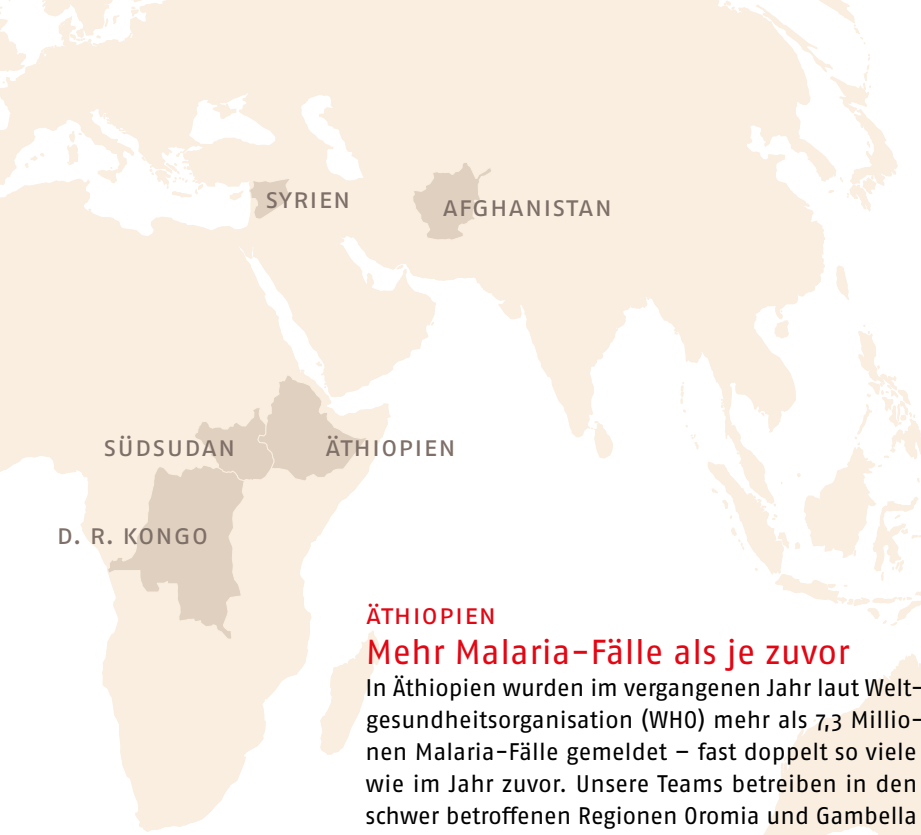 SYRIEN
AFGHANISTAN
SÜDSUDAN
ÄTHIOPIEN
D. R. KONGO
ÄTHIOPIEN
Mehr Malaria-Fälle als je zuvor
In Äthiopien wurden im vergangenen Jahr laut Welt-
gesundheitsorganisation (WHO) mehr als 7,3 Millio-
nen Malaria-Fälle gemeldet – fast doppelt so viele
wie im Jahr zuvor. Unsere Teams betreiben in den
schwer betroffenen Regionen Oromia und Gambella